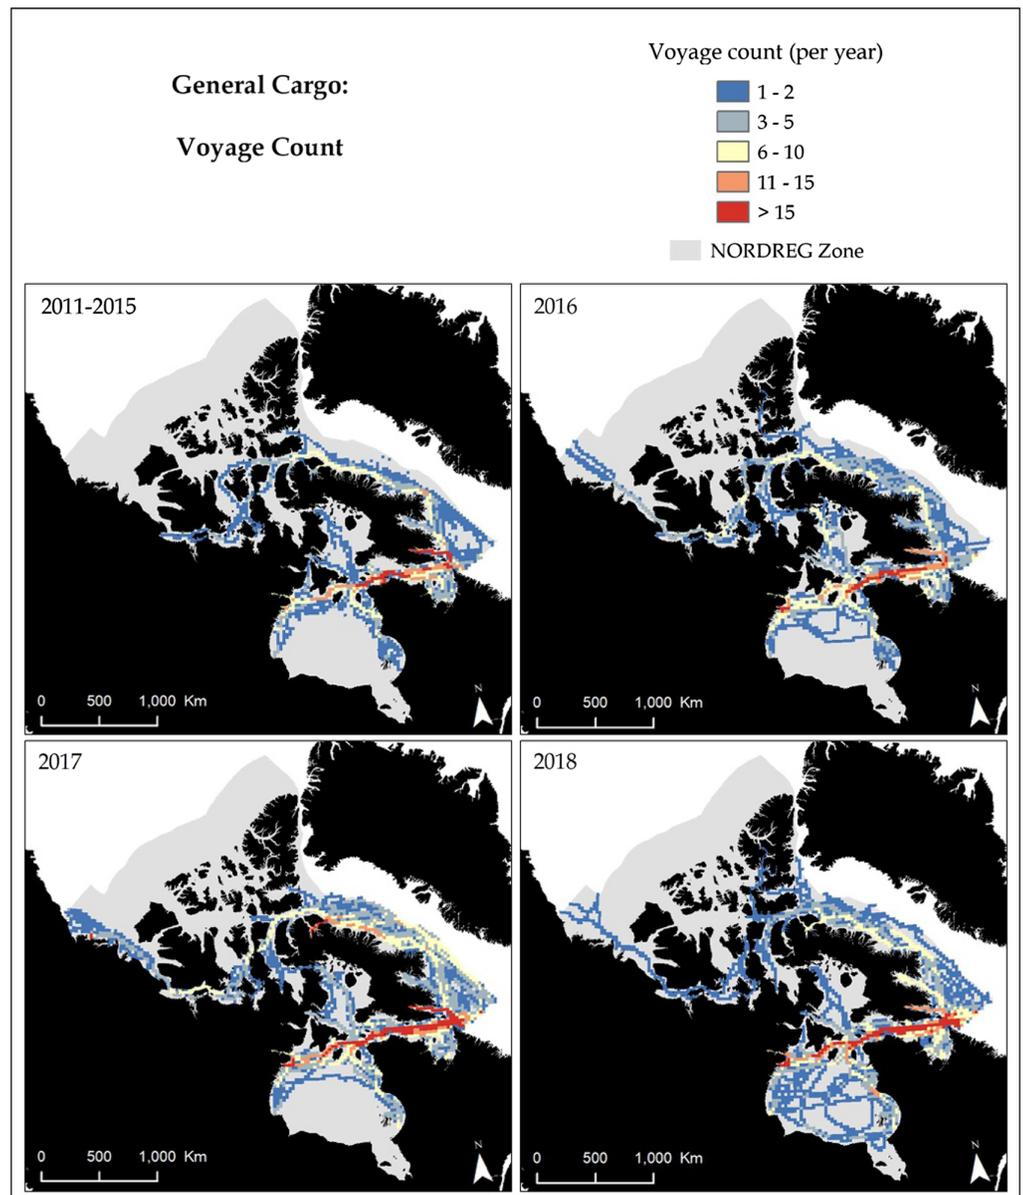 General Cargo:
Voyage Count
Voyage count (per year)
1 - 2
3 - 5
6 - 10
11 - 15
> 15
NORDREG Zone
2011-2015
0 500 1,000 Km
N
2016
0 500 1,000 Km
N
2017
0 500 1,000 Km
N
2018
0 500 1,000 Km
N